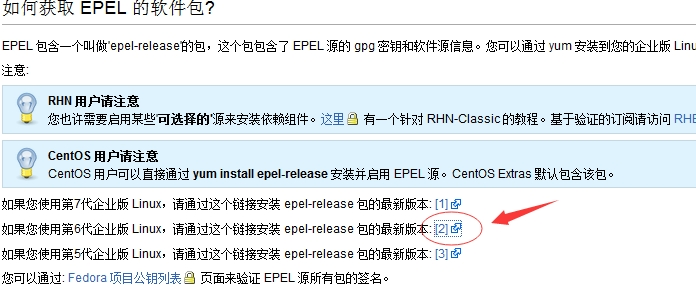 如何获取 EPEL 的软件包?
EPEL 包含一个叫做'epel-release'的包，这个包包含了 EPEL 源的 gpg 密钥和软件源信息。您可以通过 yum 安装到您的企业版 Linu
注意:
RHN 用户请注意
您也许需要启用某些'可选择的'源来安装依赖组件。这里 有一个针对 RHN-Classic 的教程。基于验证的订阅请访问 RHE
CentOS 用户请注意
CentOS 用户可以直接通过 yum install epel-release 安装并启用 EPEL 源。CentOS Extras 默认包含该包。
如果您使用第7代企业版 Linux，请通过这个链接安装 epel-release 包的最新版本: [1]
如果您使用第6代企业版 Linux，请通过这个链接安装 epel-release 包的最新版本: [2]
如果您使用第5代企业版 Linux，请通过这个链接安装 epel-release 包的最新版本: [3]
您可以通过: Fedora 项目公钥列表 页面来验证 EPEL 源所有包的签名。